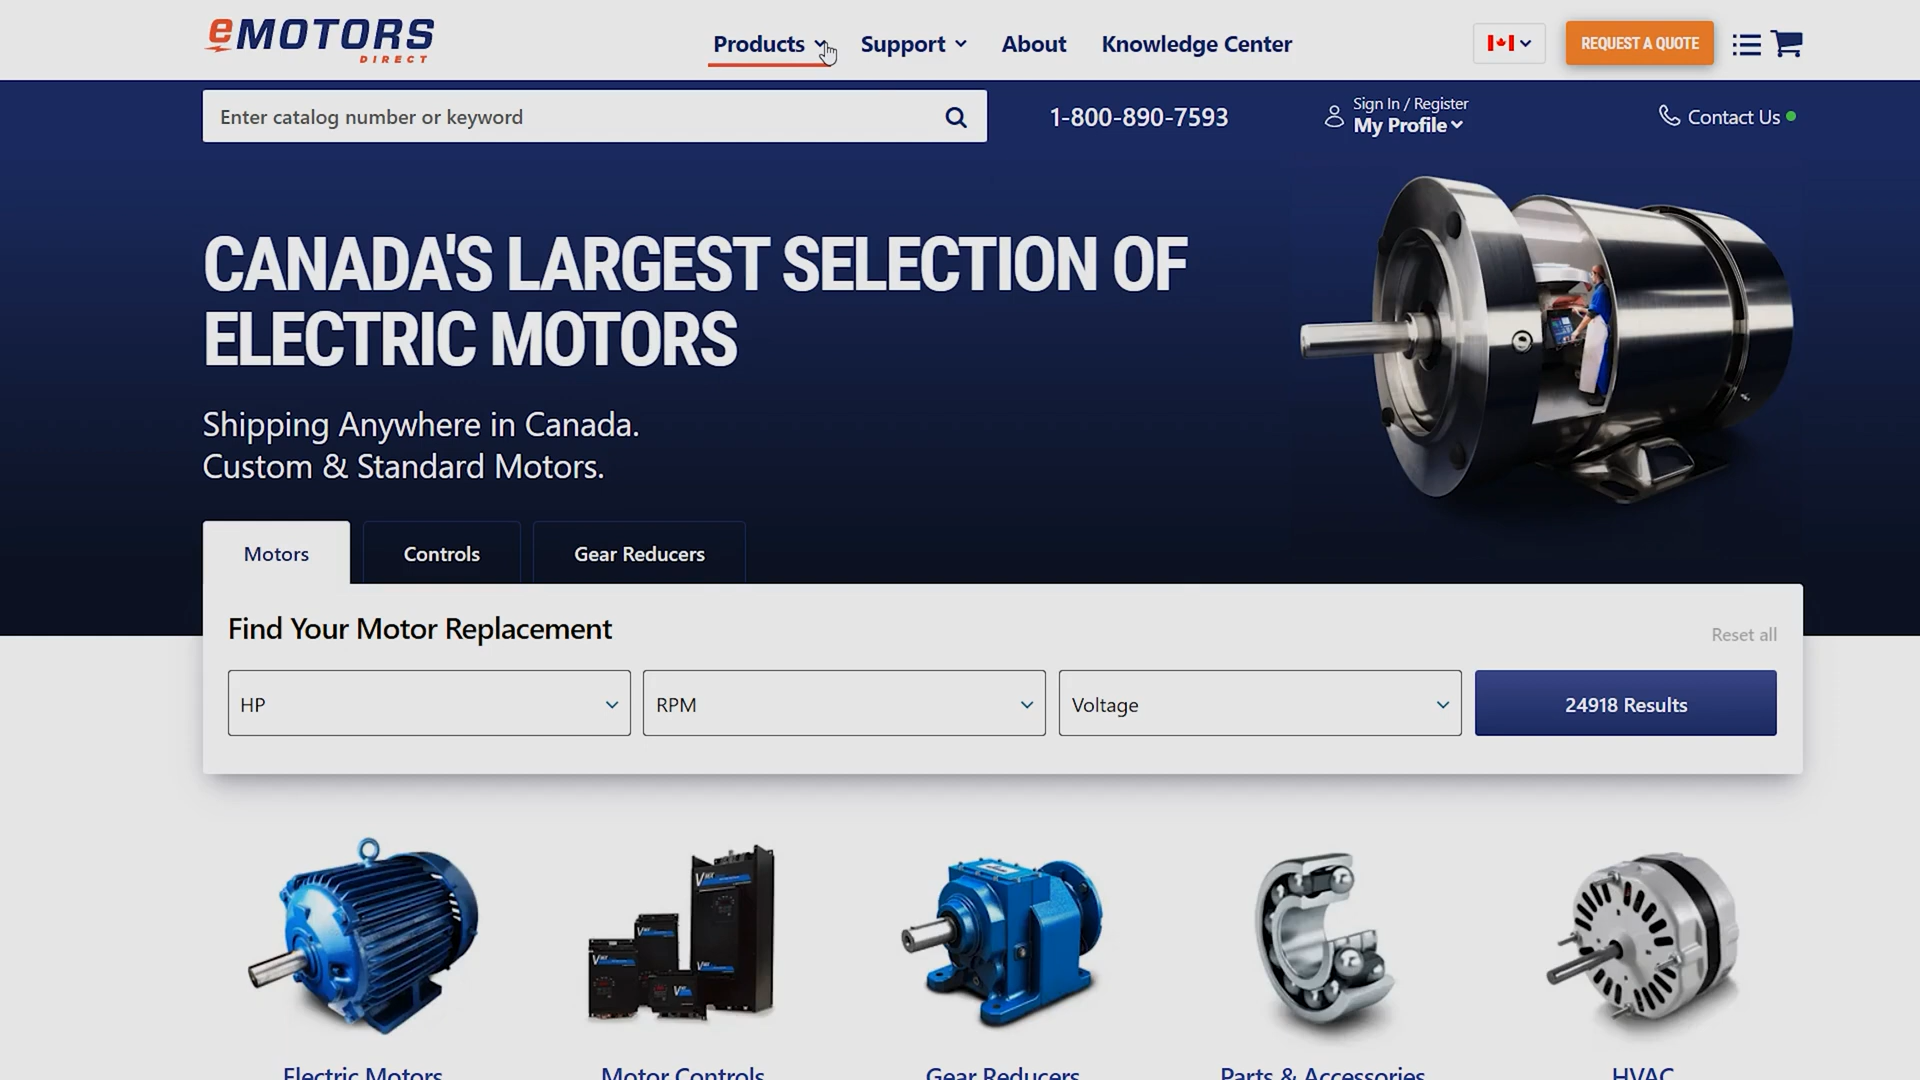 eMOTORS
DIRECT
Products
Support
About
Knowledge Center
REQUEST A QUOTE
Enter catalog number or keyword
1-800-890-7593
Sign In / Register
My Profile
Contact Us
CANADA'S LARGEST SELECTION OF
ELECTRIC MOTORS
Shipping Anywhere in Canada.
Custom & Standard Motors.
Motors
Controls
Gear Reducers
Find Your Motor Replacement
Reset all
HP
RPM
Voltage
24918 Results
Electric Motors
Motor Controls
Gear Reducers
Parts & Accessories
HVAC